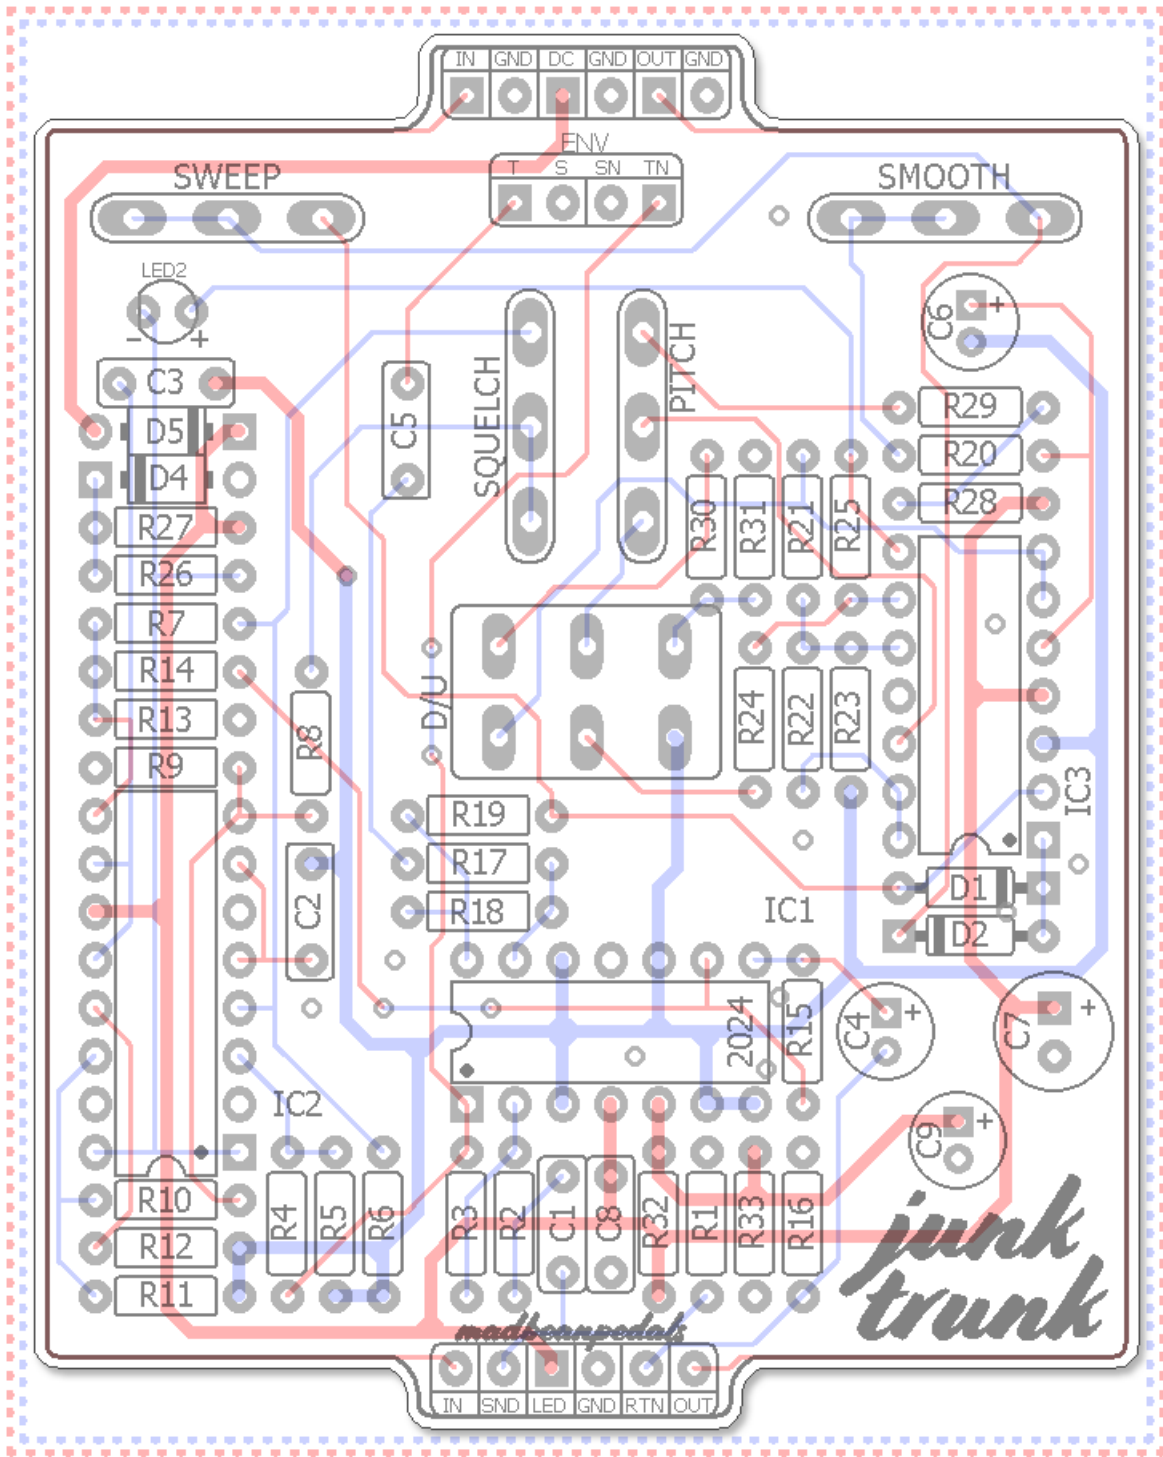 IN GND DC GND OUT GND
ENV
SWEEP
T S SN TN
SMOOTH
LED2
- +
C6 +
C3
SQUELCH
PITCH
D5
C5
R29
D4
R20
R27
R30 R31 R21 R25
R28
R26
R7
R14
D/U
R13
R8
R24 R22 R23
R9
IC3
R19
R17
D1
C2
R18
IC1
D2
2024
R15
C4 +
C7 +
IC2
C9 +
R10
R4 R5 R6
R3 R2 C1 C8 R32 R1 R33 R16
R12
R11
junk
trunk
madbeanpedals
IN SND LED GND RTN OUT